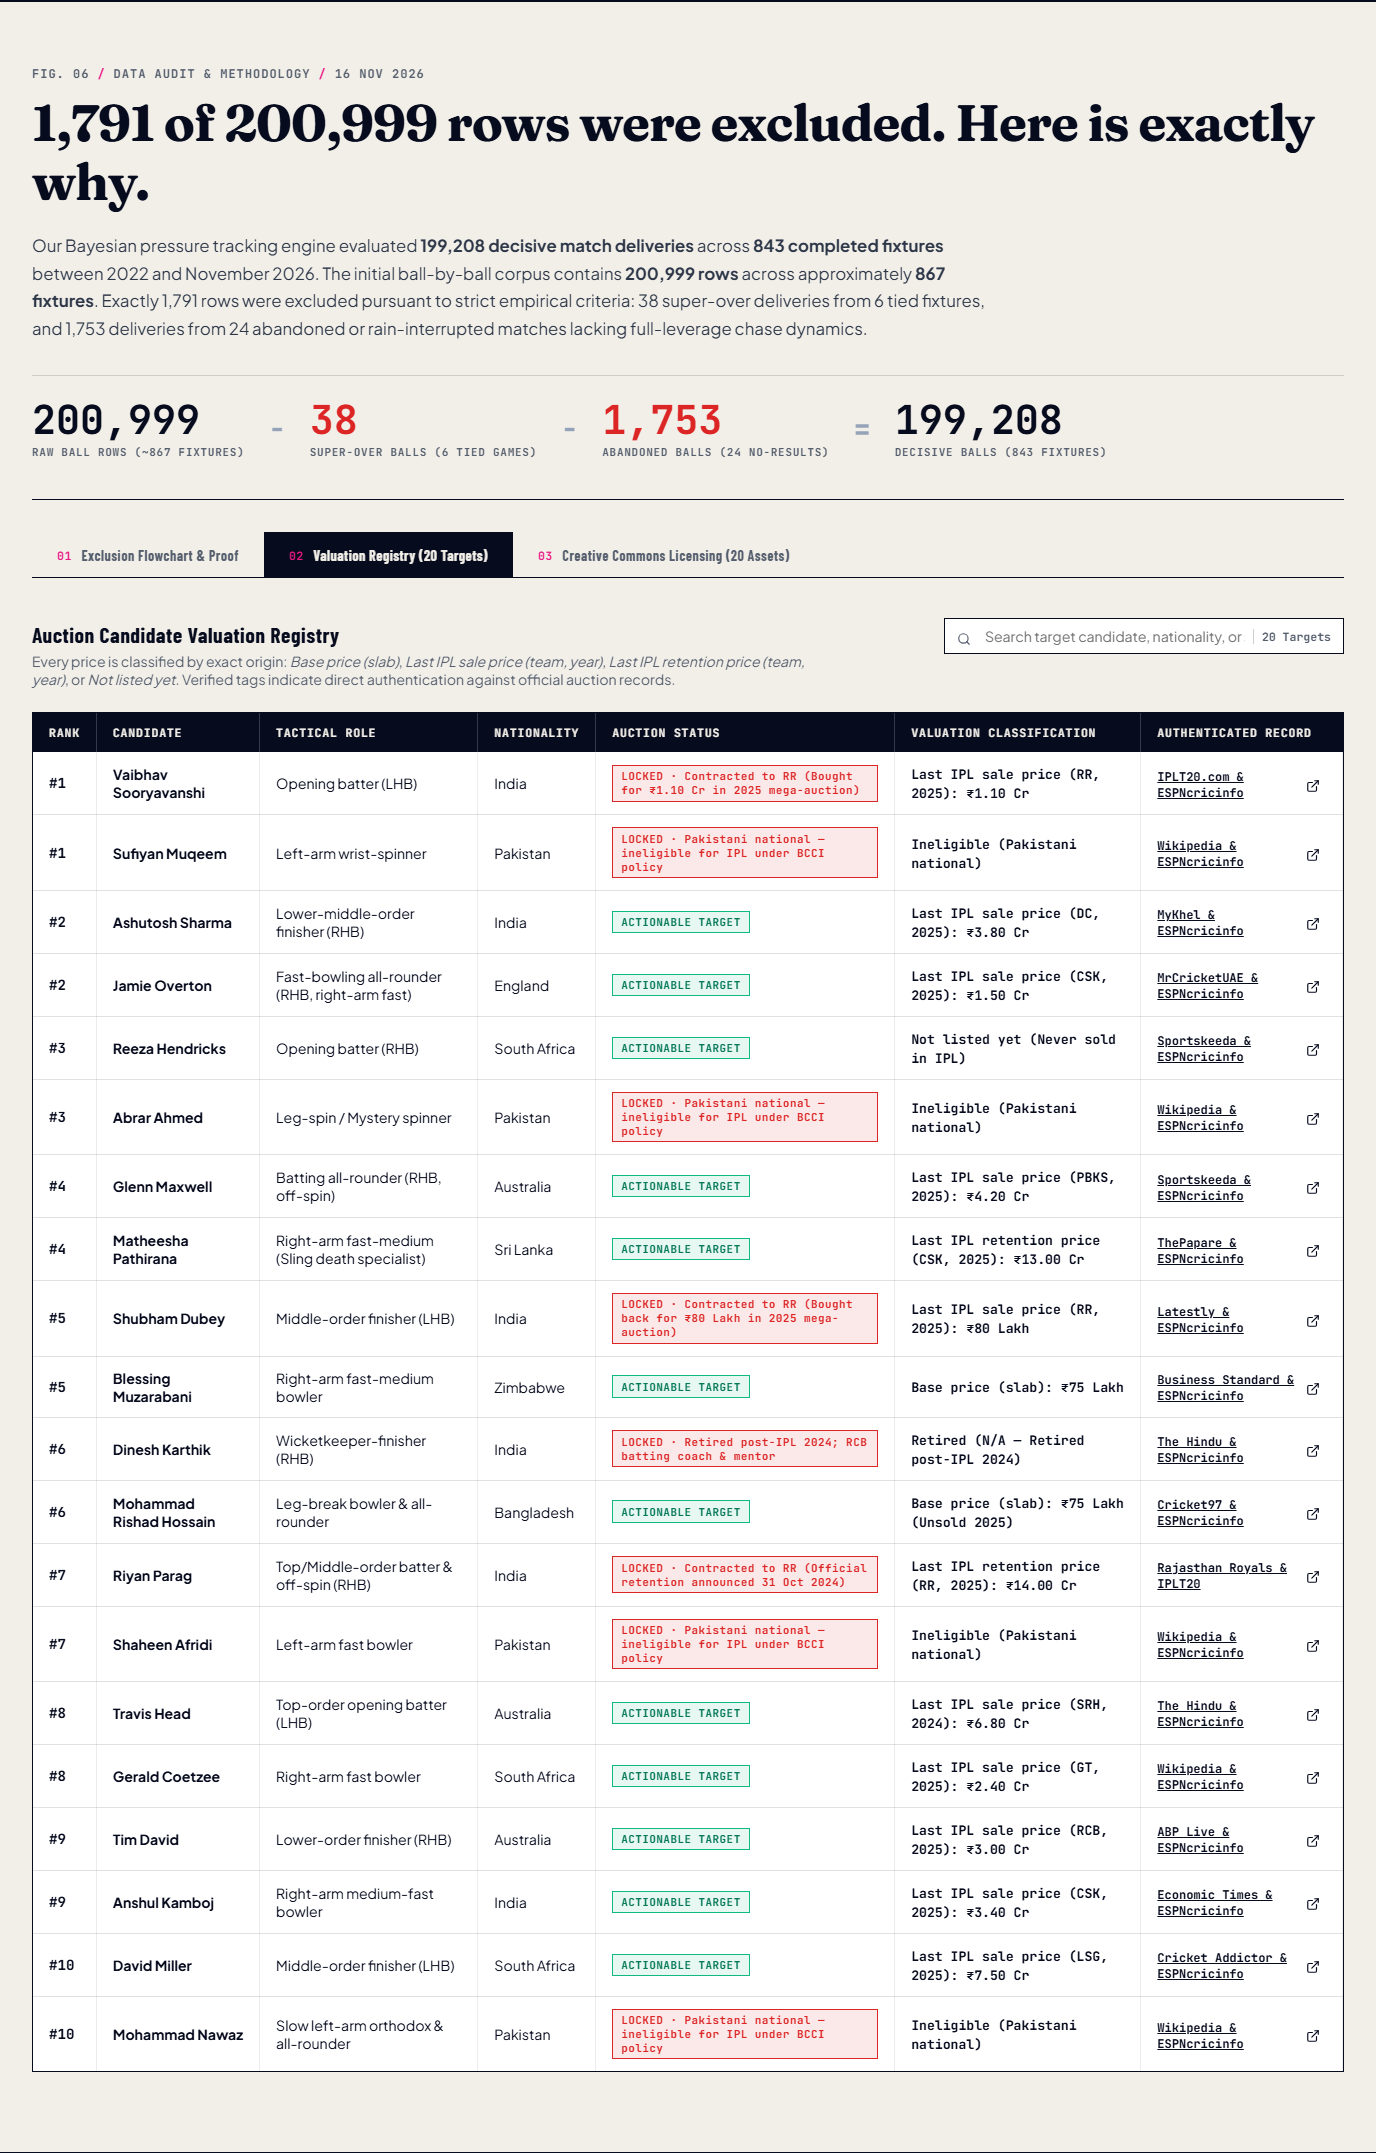 FIG. 06 / DATA AUDIT & METHODOLOGY / 16 NOV 2026
1,791 of 200,999 rows were excluded. Here is exactly
why.
Our Bayesian pressure tracking engine evaluated 199,208 decisive match deliveries across 843 completed fixtures
between 2022 and November 2026. The initial ball-by-ball corpus contains 200,999 rows across approximately 867
fixtures. Exactly 1,791 rows were excluded pursuant to strict empirical criteria: 38 super-over deliveries from 6 tied fixtures,
and 1,753 deliveries from 24 abandoned or rain-interrupted matches lacking full-leverage chase dynamics.
200,999 - 38 - 1,753 = 199,208
RAW BALL ROWS (~867 FIXTURES) SUPER-OVER BALLS (6 TIED GAMES) ABANDONED BALLS (24 NO-RESULTS) DECISIVE BALLS (843 FIXTURES)
01 Exclusion Flowchart & Proof 02 Valuation Registry (20 Targets) 03 Creative Commons Licensing (20 Assets)
Auction Candidate Valuation Registry
Search target candidate, nationality, or 20 Targets
Every price is classified by exact origin: Base price (slab), Last IPL sale price (team, year), Last IPL retention price (team,
year), or Not listed yet. Verified tags indicate direct authentication against official auction records.
RANK CANDIDATE TACTICAL ROLE NATIONALITY AUCTION STATUS VALUATION CLASSIFICATION AUTHENTICATED RECORD
#1
Vaibhav
Sooryavanshi
Opening batter (LHB)
India
LOCKED · Contracted to RR (Bought
for ₹1.10 Cr in 2025 mega-auction)
Last IPL sale price (RR,
2025): ₹1.10 Cr
IPLT20.com &
ESPNcricinfo
#1
Sufiyan Muqeem
Left-arm wrist-spinner
Pakistan
LOCKED · Pakistani national —
ineligible for IPL under BCCI
policy
Ineligible (Pakistani
national)
Wikipedia &
ESPNcricinfo
#2
Ashutosh Sharma
Lower-middle-order
finisher (RHB)
India
ACTIONABLE TARGET
Last IPL sale price (DC,
2025): ₹3.80 Cr
MyKhel &
ESPNcricinfo
#2
Jamie Overton
Fast-bowling all-rounder
(RHB, right-arm fast)
England
ACTIONABLE TARGET
Last IPL sale price (CSK,
2025): ₹1.50 Cr
MrCricketUAE &
ESPNcricinfo
#3
Reeza Hendricks
Opening batter (RHB)
South Africa
ACTIONABLE TARGET
Not listed yet (Never sold
in IPL)
Sportskeeda &
ESPNcricinfo
#3
Abrar Ahmed
Leg-spin / Mystery spinner
Pakistan
LOCKED · Pakistani national —
ineligible for IPL under BCCI
policy
Ineligible (Pakistani
national)
Wikipedia &
ESPNcricinfo
#4
Glenn Maxwell
Batting all-rounder (RHB,
off-spin)
Australia
ACTIONABLE TARGET
Last IPL sale price (PBKS,
2025): ₹4.20 Cr
Sportskeeda &
ESPNcricinfo
#4
Matheesha
Pathirana
Right-arm fast-medium
(Sling death specialist)
Sri Lanka
ACTIONABLE TARGET
Last IPL retention price
(CSK, 2025): ₹13.00 Cr
ThePapare &
ESPNcricinfo
#5
Shubham Dubey
Middle-order finisher (LHB)
India
LOCKED · Contracted to RR (Bought
back for ₹80 Lakh in 2025 mega-
auction)
Last IPL sale price (RR,
2025): ₹80 Lakh
Latestly &
ESPNcricinfo
#5
Blessing
Muzarabani
Right-arm fast-medium
bowler
Zimbabwe
ACTIONABLE TARGET
Base price (slab): ₹75 Lakh
Business Standard &
ESPNcricinfo
#6
Dinesh Karthik
Wicketkeeper-finisher
(RHB)
India
LOCKED · Retired post-IPL 2024; RCB
batting coach & mentor
Retired (N/A — Retired
post-IPL 2024)
The Hindu &
ESPNcricinfo
#6
Mohammad
Rishad Hossain
Leg-break bowler & all-
rounder
Bangladesh
ACTIONABLE TARGET
Base price (slab): ₹75 Lakh
(Unsold 2025)
Cricket97 &
ESPNcricinfo
#7
Riyan Parag
Top/Middle-order batter &
off-spin (RHB)
India
LOCKED · Contracted to RR (Official
retention announced 31 Oct 2024)
Last IPL retention price
(RR, 2025): ₹14.00 Cr
Rajasthan Royals &
IPLT20
#7
Shaheen Afridi
Left-arm fast bowler
Pakistan
LOCKED · Pakistani national —
ineligible for IPL under BCCI
policy
Ineligible (Pakistani
national)
Wikipedia &
ESPNcricinfo
#8
Travis Head
Top-order opening batter
(LHB)
Australia
ACTIONABLE TARGET
Last IPL sale price (SRH,
2024): ₹6.80 Cr
The Hindu &
ESPNcricinfo
#8
Gerald Coetzee
Right-arm fast bowler
South Africa
ACTIONABLE TARGET
Last IPL sale price (GT,
2025): ₹2.40 Cr
Wikipedia &
ESPNcricinfo
#9
Tim David
Lower-order finisher (RHB)
Australia
ACTIONABLE TARGET
Last IPL sale price (RCB,
2025): ₹3.00 Cr
ABP Live &
ESPNcricinfo
#9
Anshul Kamboj
Right-arm medium-fast
bowler
India
ACTIONABLE TARGET
Last IPL sale price (CSK,
2025): ₹3.40 Cr
Economic Times &
ESPNcricinfo
#10
David Miller
Middle-order finisher (LHB)
South Africa
ACTIONABLE TARGET
Last IPL sale price (LSG,
2025): ₹7.50 Cr
Cricket Addictor &
ESPNcricinfo
#10
Mohammad Nawaz
Slow left-arm orthodox &
all-rounder
Pakistan
LOCKED · Pakistani national —
ineligible for IPL under BCCI
policy
Ineligible (Pakistani
national)
Wikipedia &
ESPNcricinfo